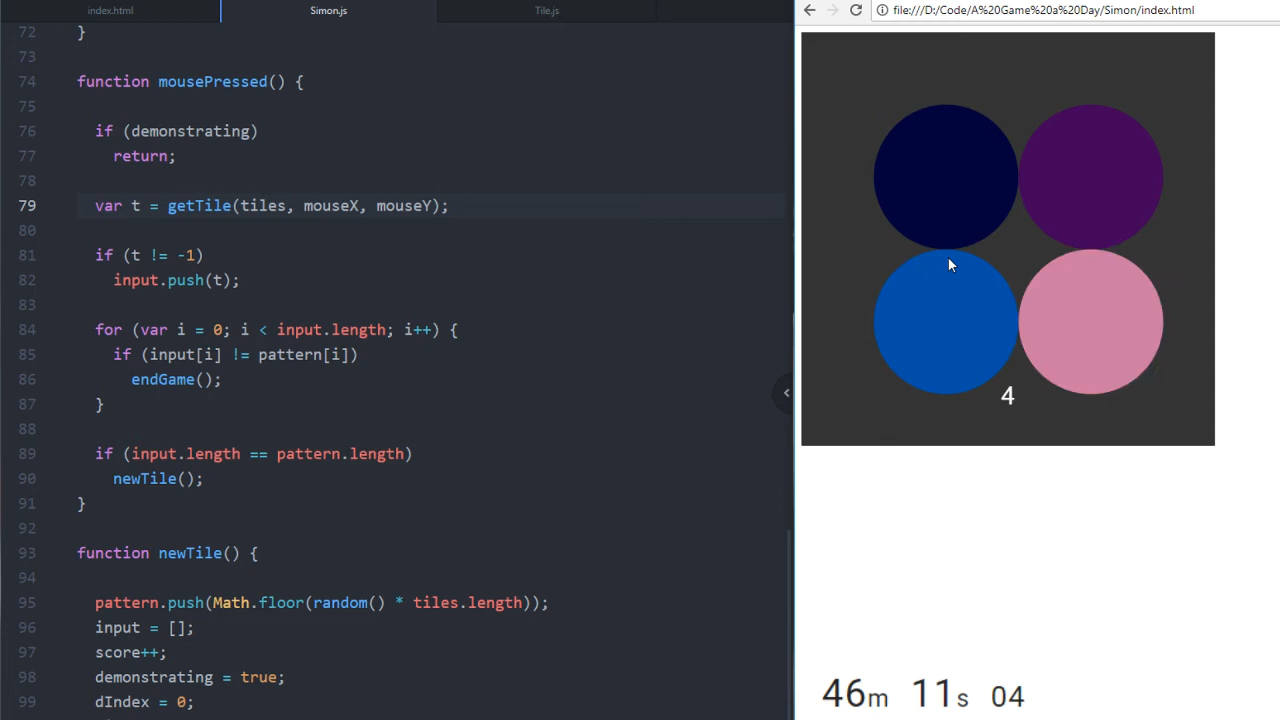 index.html Simon.js Tile.js
72 }
73
74 function mousePressed() {
75
76 if (demonstrating)
77 return;
78
79 var t = getTile(tiles, mouseX, mouseY);
80
81 if (t != -1)
82 input.push(t);
83
84 for (var i = 0; i < input.length; i++) {
85 if (input[i] != pattern[i])
86 endGame();
87 }
88
89 if (input.length == pattern.length)
90 newTile();
91 }
92
93 function newTile() {
94
95 pattern.push(Math.floor(random() * tiles.length));
96 input = [];
97 score++;
98 demonstrating = true;
99 dIndex = 0;
file:///D:/Code/A%20Game%20a%20Day/Simon/index.html
4
46m 11s 04